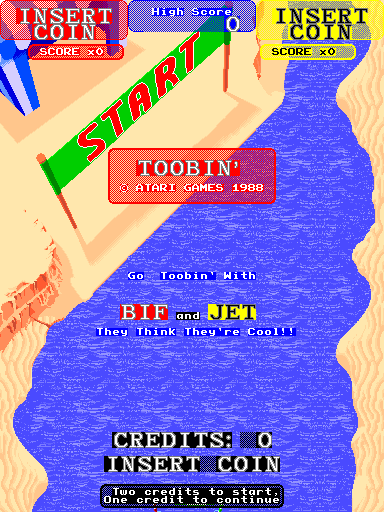 INSERT
COIN
SCORE x0
High Score
0
INSERT
COIN
SCORE x0
START
TOOBIN'
© ATARI GAMES 1988
Go Toobin' With
BIF and JET
They Think They're Cool!!
CREDITS: 0
INSERT COIN
Two credits to start,
One credit to continue